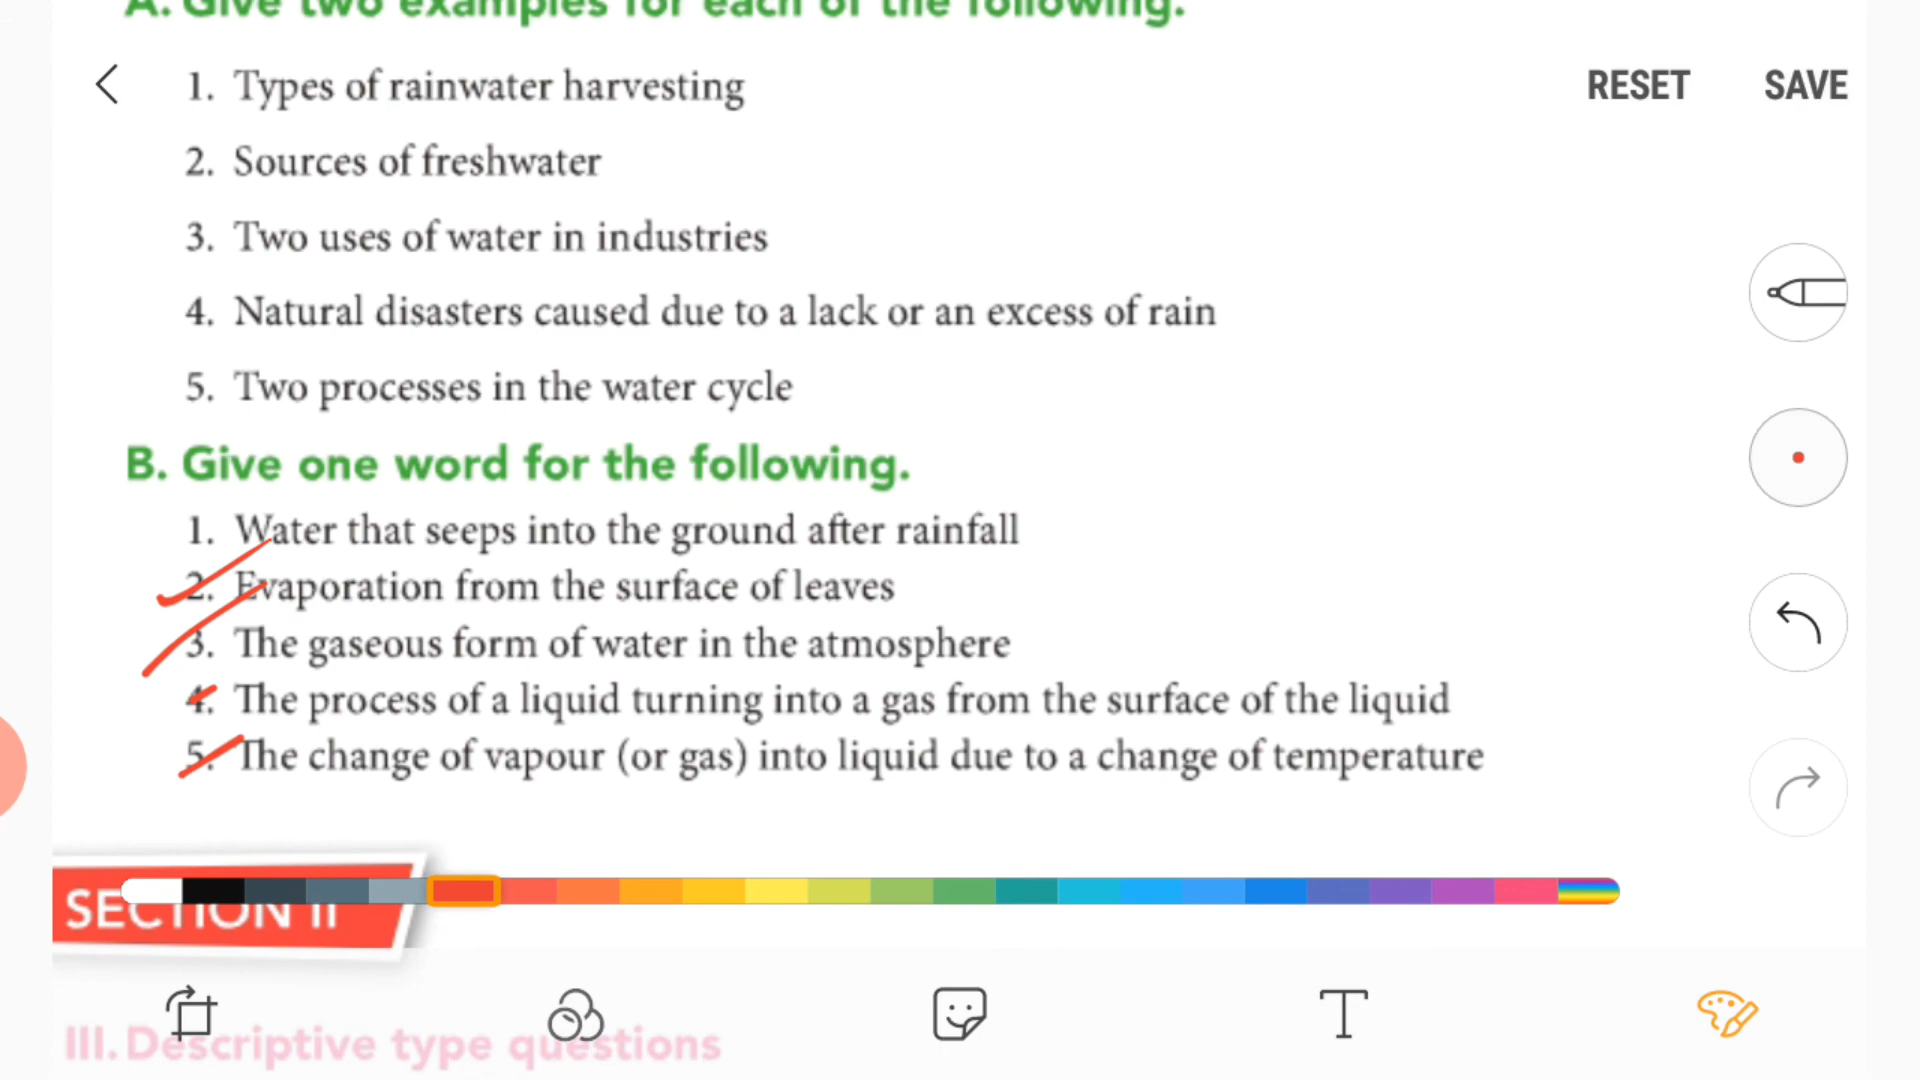 A. Give two examples for each of the following.
1. Types of rainwater harvesting
RESET SAVE
2. Sources of freshwater
3. Two uses of water in industries
4. Natural disasters caused due to a lack or an excess of rain
5. Two processes in the water cycle
B. Give one word for the following.
1. Water that seeps into the ground after rainfall
2. Evaporation from the surface of leaves
3. The gaseous form of water in the atmosphere
4. The process of a liquid turning into a gas from the surface of the liquid
5. The change of vapour (or gas) into liquid due to a change of temperature
SECTION II
T
III. Descriptive type questions